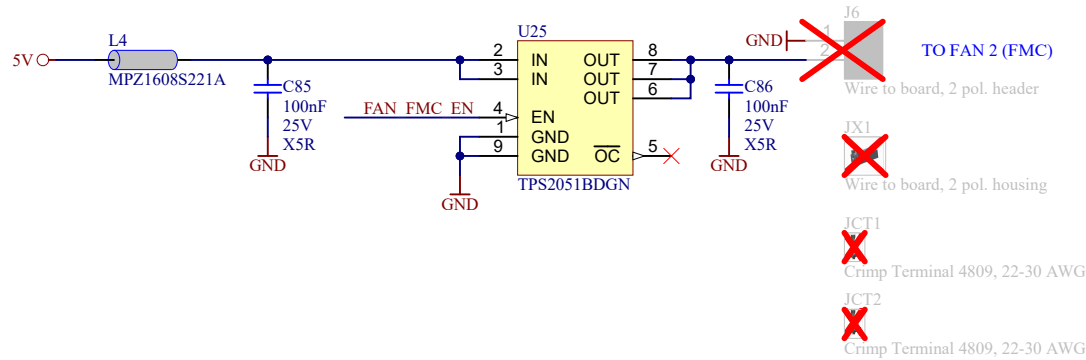 J6
L4
U25
GND
1
2
TO FAN 2 (FMC)
5V
2
IN
OUT
8
MPZ1608S221A
3
IN
OUT
7
OUT
6
C85
100nF
25V
X5R
C86
100nF
25V
X5R
Wire to board, 2 pol. header
FAN_FMC_EN
4
EN
1
GND
9
GND
OC
5
JX1
GND
GND
TPS2051BDGN
Wire to board, 2 pol. housing
GND
JCT1
Crimp Terminal 4809, 22-30 AWG
JCT2
Crimp Terminal 4809, 22-30 AWG